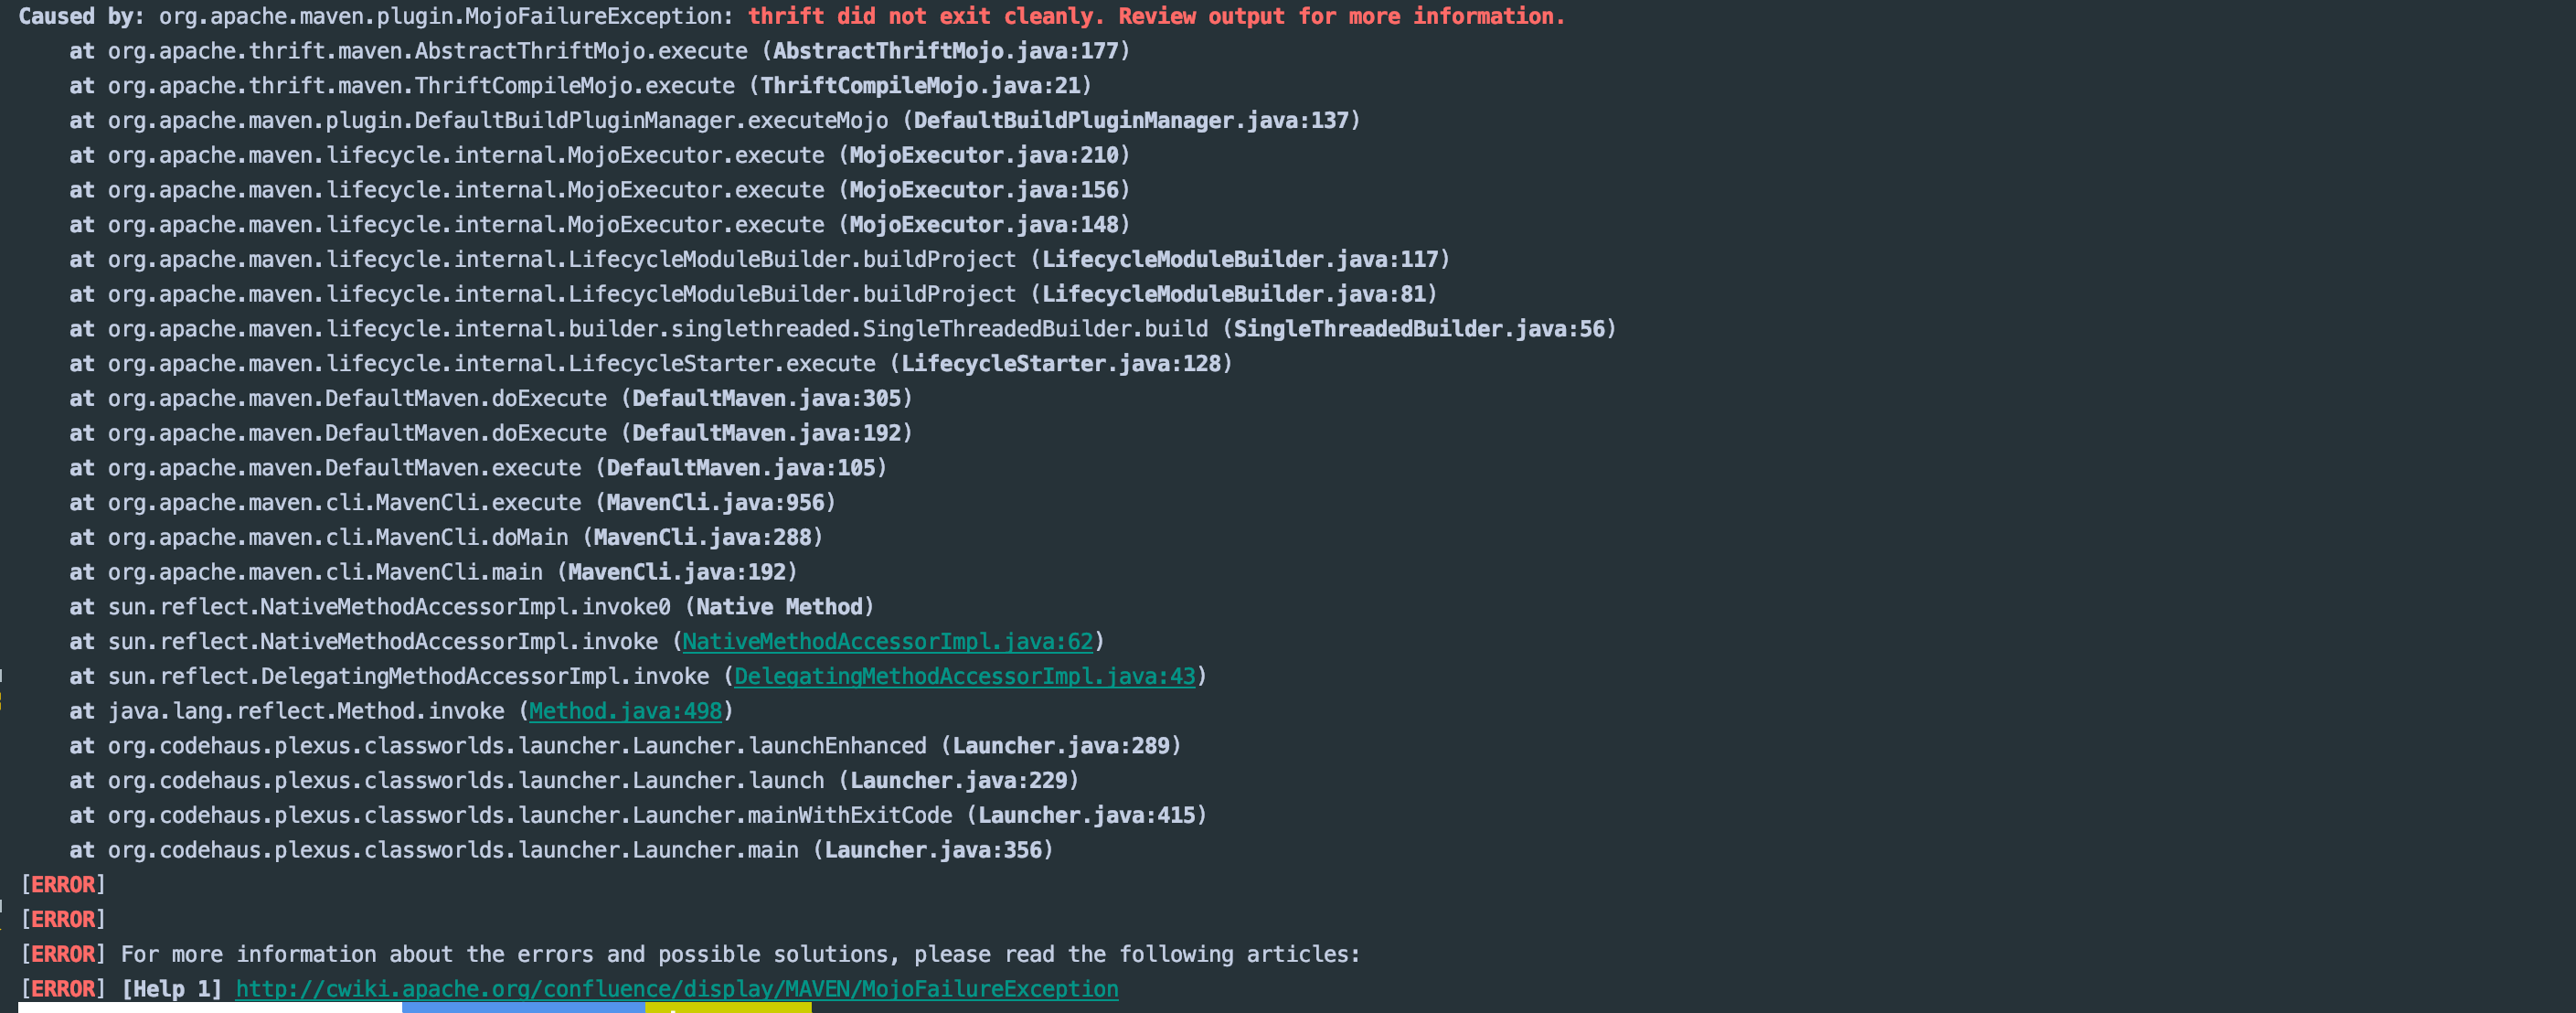 Caused by: org.apache.maven.plugin.MojoFailureException: thrift did not exit cleanly. Review output for more information.
at org.apache.thrift.maven.AbstractThriftMojo.execute (AbstractThriftMojo.java:177)
at org.apache.thrift.maven.ThriftCompileMojo.execute (ThriftCompileMojo.java:21)
at org.apache.maven.plugin.DefaultBuildPluginManager.executeMojo (DefaultBuildPluginManager.java:137)
at org.apache.maven.lifecycle.internal.MojoExecutor.execute (MojoExecutor.java:210)
at org.apache.maven.lifecycle.internal.MojoExecutor.execute (MojoExecutor.java:156)
at org.apache.maven.lifecycle.internal.MojoExecutor.execute (MojoExecutor.java:148)
at org.apache.maven.lifecycle.internal.LifecycleModuleBuilder.buildProject (LifecycleModuleBuilder.java:117)
at org.apache.maven.lifecycle.internal.LifecycleModuleBuilder.buildProject (LifecycleModuleBuilder.java:81)
at org.apache.maven.lifecycle.internal.builder.singlethreaded.SingleThreadedBuilder.build (SingleThreadedBuilder.java:56)
at org.apache.maven.lifecycle.internal.LifecycleStarter.execute (LifecycleStarter.java:128)
at org.apache.maven.DefaultMaven.doExecute (DefaultMaven.java:305)
at org.apache.maven.DefaultMaven.doExecute (DefaultMaven.java:192)
at org.apache.maven.DefaultMaven.execute (DefaultMaven.java:105)
at org.apache.maven.cli.MavenCli.execute (MavenCli.java:956)
at org.apache.maven.cli.MavenCli.doMain (MavenCli.java:288)
at org.apache.maven.cli.MavenCli.main (MavenCli.java:192)
at sun.reflect.NativeMethodAccessorImpl.invoke0 (Native Method)
at sun.reflect.NativeMethodAccessorImpl.invoke (NativeMethodAccessorImpl.java:62)
at sun.reflect.DelegatingMethodAccessorImpl.invoke (DelegatingMethodAccessorImpl.java:43)
at java.lang.reflect.Method.invoke (Method.java:498)
at org.codehaus.plexus.classworlds.launcher.Launcher.launchEnhanced (Launcher.java:289)
at org.codehaus.plexus.classworlds.launcher.Launcher.launch (Launcher.java:229)
at org.codehaus.plexus.classworlds.launcher.Launcher.mainWithExitCode (Launcher.java:415)
at org.codehaus.plexus.classworlds.launcher.Launcher.main (Launcher.java:356)
[ERROR]
[ERROR]
[ERROR] For more information about the errors and possible solutions, please read the following articles:
[ERROR] [Help 1] http://cwiki.apache.org/confluence/display/MAVEN/MojoFailureException